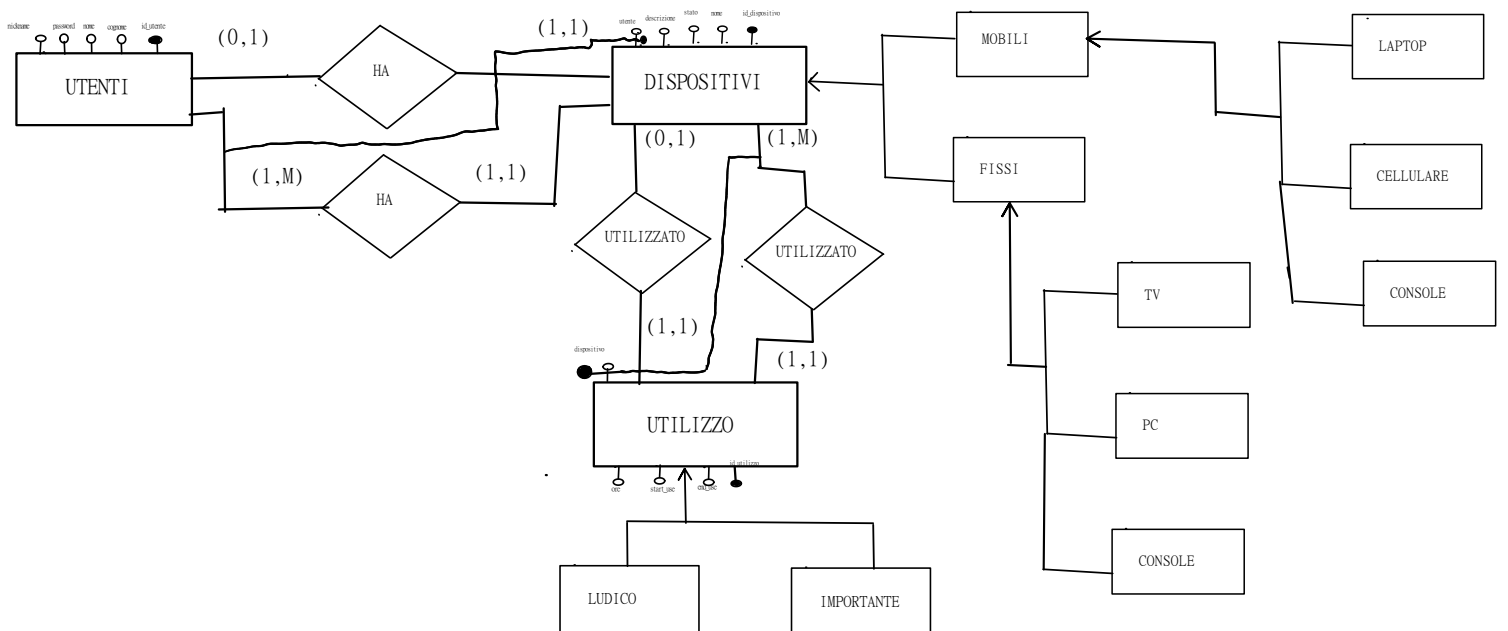 nickname password nome cognome id_utente
UTENTI
(0,1)
HA
(1,1)
(1,M)
HA
(1,1)
utente descrizione stato nome id_dispositivo
DISPOSITIVI
(0,1)
(1,M)
UTILIZZATO
UTILIZZATO
(1,1)
(1,1)
dispositivo
UTILIZZO
ore start_use end_use id_utilizzo
LUDICO
IMPORTANTE
MOBILI
FISSI
LAPTOP
CELLULARE
CONSOLE
TV
PC
CONSOLE